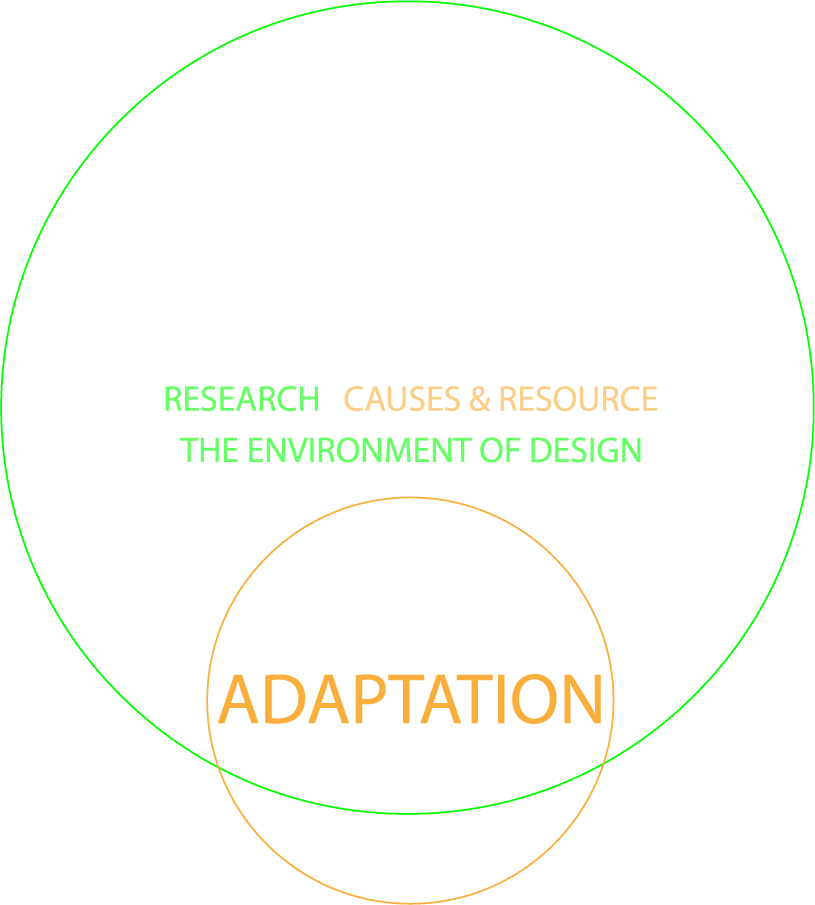 RESEARCH CAUSES & RESOURCE
THE ENVIRONMENT OF DESIGN
ADAPTATION